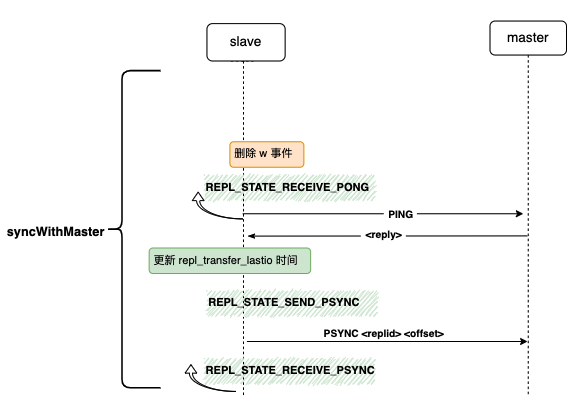 slave
master
删除 w 事件
REPL_STATE_RECEIVE_PONG
PING
syncWithMaster
<reply>
更新 repl_transfer_lastio 时间
REPL_STATE_SEND_PSYNC
PSYNC <replid> <offset>
REPL_STATE_RECEIVE_PSYNC